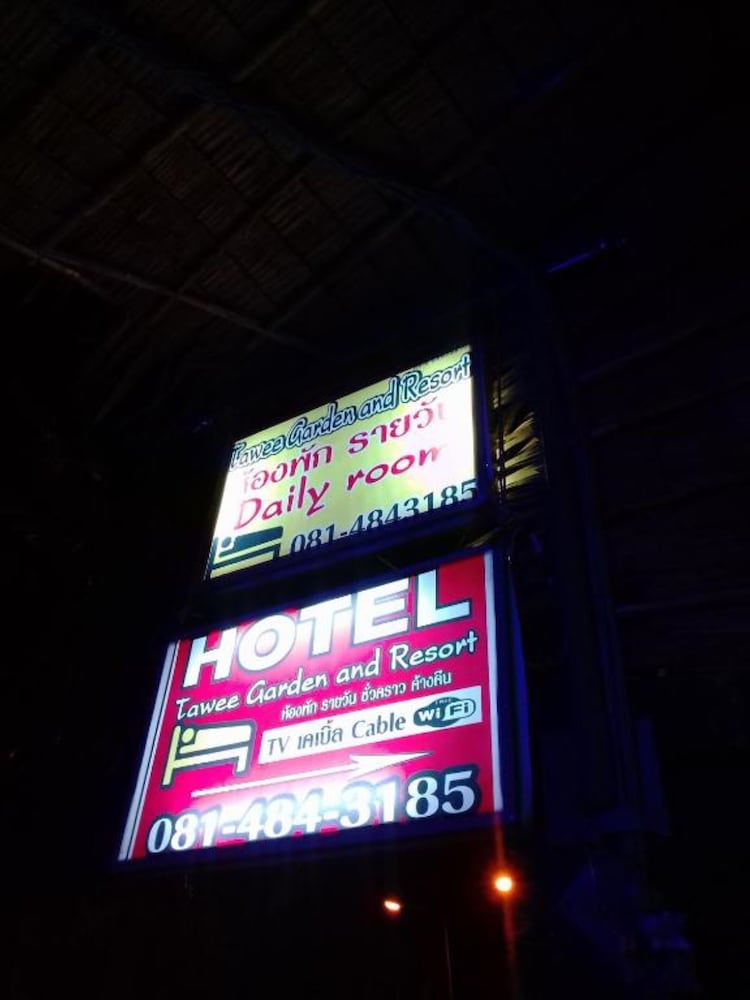 Tawee Garden and Resort
ห้องพัก รายวัน
Daily room
081-4843185
HOTEL
Tawee Garden and Resort
ห้องพัก รายวัน ชั่วคราว ค้างคืน
TV เคเบิ้ล Cable FREE WiFi
081-484-3185